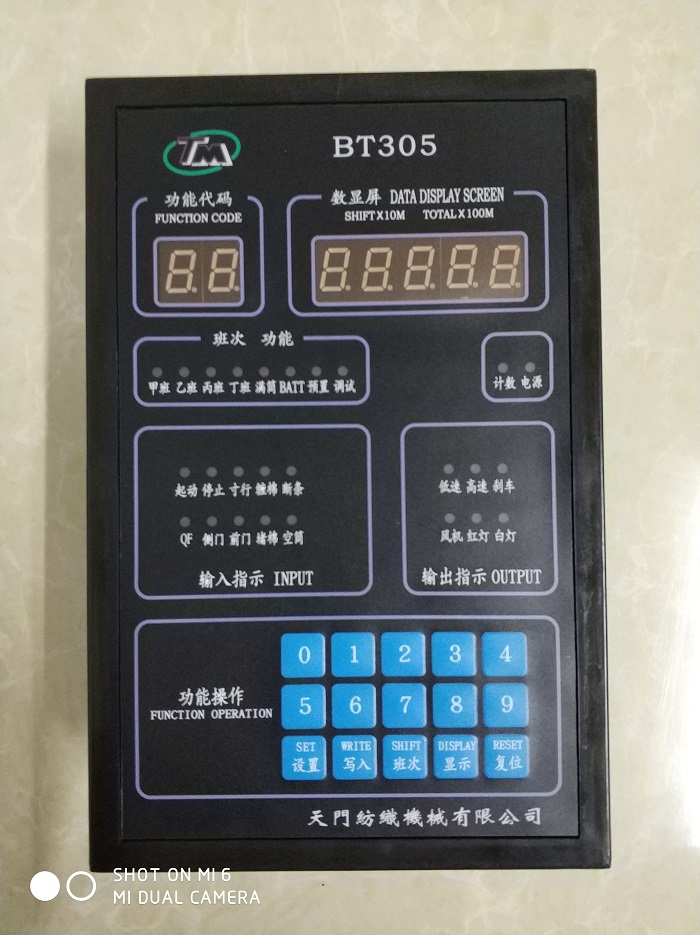 TM
BT305
功能代码
FUNCTION CODE
数显屏 DATA DISPLAY SCREEN
SHIFT X 10M TOTAL X 100M
班次 功能
甲班 乙班 丙班 丁班 满筒 BATT 预置 调试
计数 电源
起动 停止 寸行 缠棉 断条
QF 侧门 前门 堵棉 空筒
输入指示 INPUT
低速 高速 刹车
风机 红灯 白灯
输出指示 OUTPUT
功能操作
FUNCTION OPERATION
0 1 2 3 4
5 6 7 8 9
SET WRITE SHIFT DISPLAY RESET
设置 写入 班次 显示 复位
天門紡織機械有限公司
SHOT ON MI 6
MI DUAL CAMERA